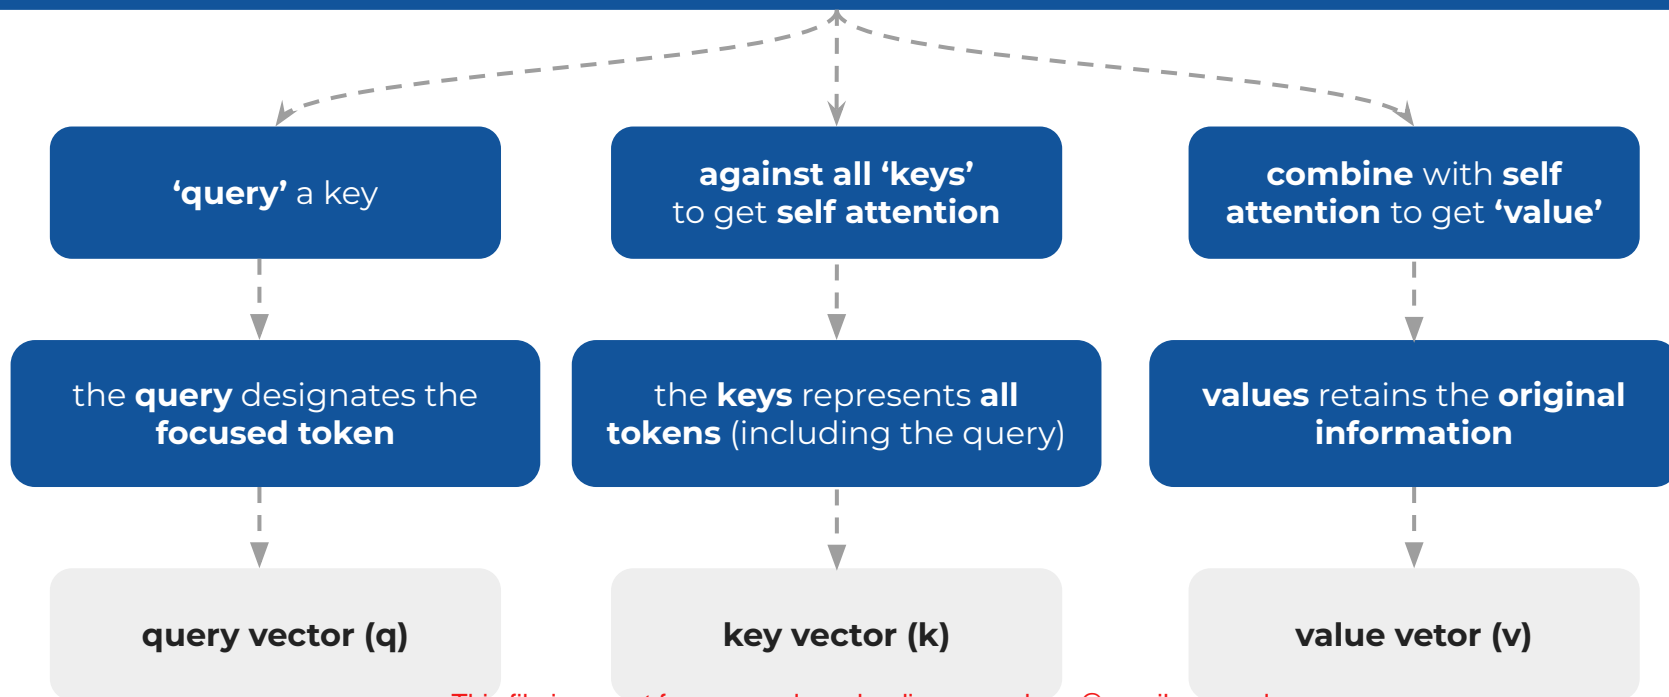 ‘query’ a key
against all ‘keys’
to get self attention
combine with self
attention to get ‘value’
the query designates the
focused token
the keys represents all
tokens (including the query)
values retains the original
information
query vector (q)
key vector (k)
value vetor (v)